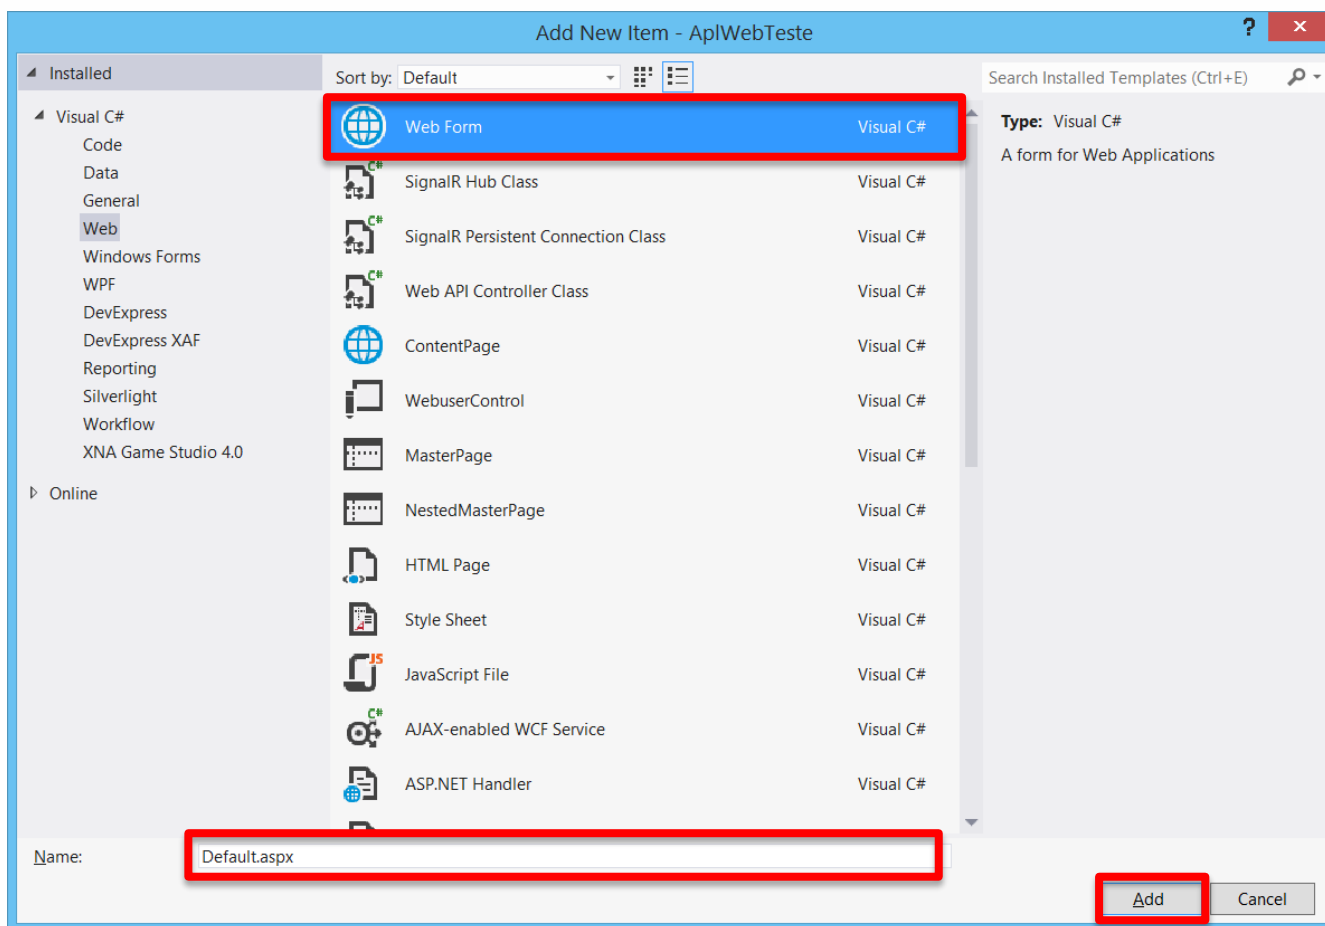 Add New Item - AplWebTeste
?
Installed
Sort by: Default
Search Installed Templates (Ctrl+E)
Visual C#
Code
Data
General
Web
Windows Forms
WPF
DevExpress
DevExpress XAF
Reporting
Silverlight
Workflow
XNA Game Studio 4.0
Online
Web Form Visual C#
C# SignalR Hub Class Visual C#
C# SignalR Persistent Connection Class Visual C#
C# Web API Controller Class Visual C#
ContentPage Visual C#
WebuserControl Visual C#
MasterPage Visual C#
NestedMasterPage Visual C#
HTML Page Visual C#
Style Sheet Visual C#
JS JavaScript File Visual C#
C# AJAX-enabled WCF Service Visual C#
ASP.NET Handler Visual C#
Type: Visual C#
A form for Web Applications
Name: Default.aspx
Add Cancel